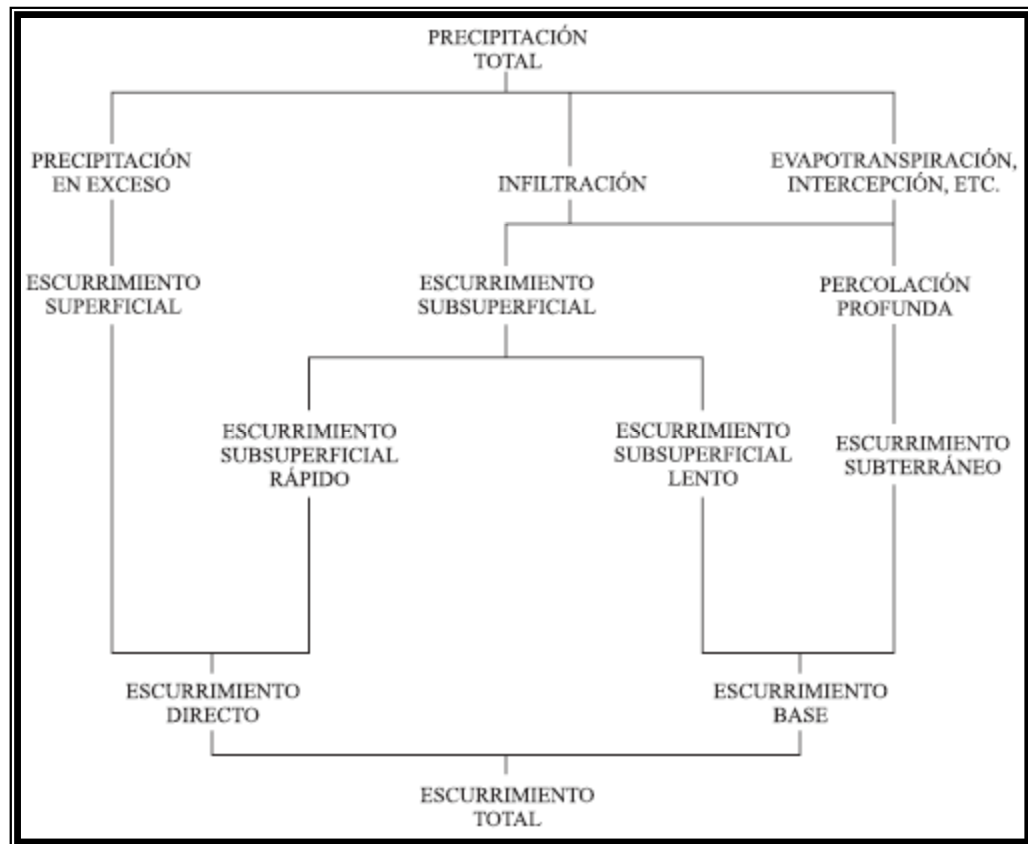 PRECIPITACIÓN
TOTAL
PRECIPITACIÓN
EN EXCESO
INFILTRACIÓN
EVAPOTRANSPIRACIÓN,
INTERCEPCIÓN, ETC.
ESCURRIMIENTO
SUPERFICIAL
ESCURRIMIENTO
SUBSUPERFICIAL
PERCOLACIÓN
PROFUNDA
ESCURRIMIENTO
SUBSUPERFICIAL
RÁPIDO
ESCURRIMIENTO
SUBSUPERFICIAL
LENTO
ESCURRIMIENTO
SUBTERRÁNEO
ESCURRIMIENTO
DIRECTO
ESCURRIMIENTO
BASE
ESCURRIMIENTO
TOTAL